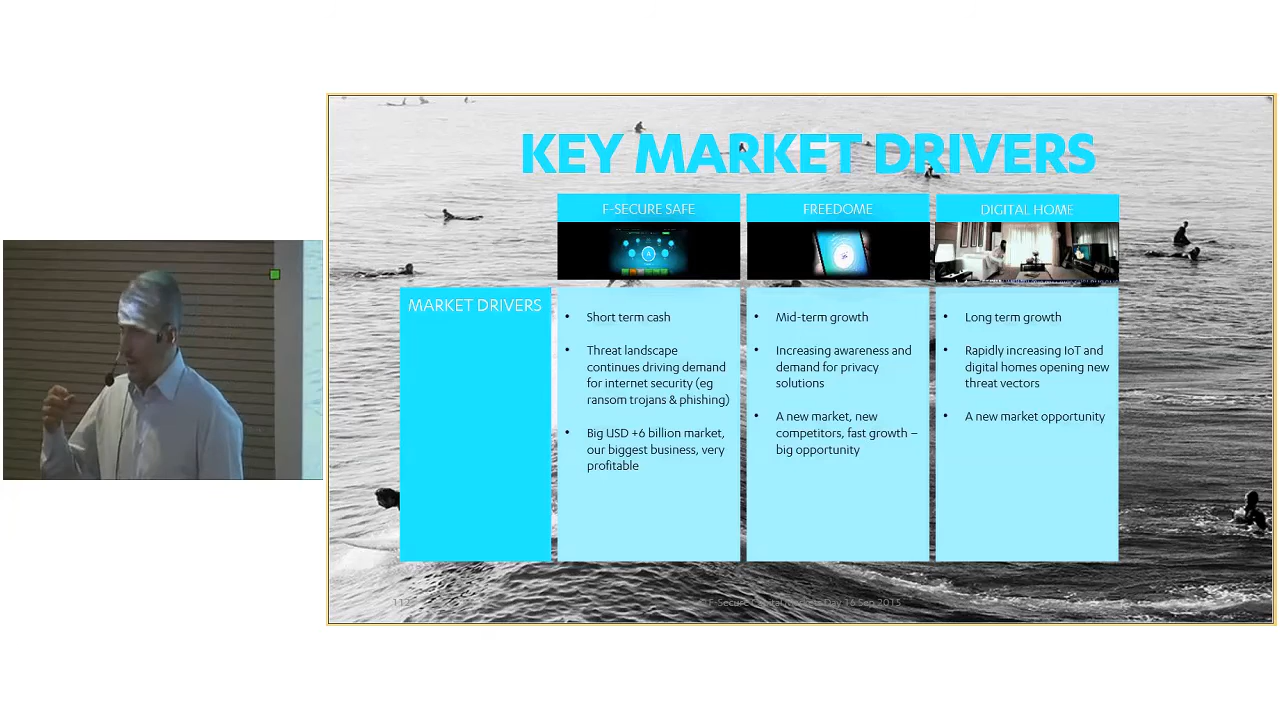 KEY MARKET DRIVERS
F-SECURE SAFE
FREEDOME
DIGITAL HOME
MARKET DRIVERS
• Short term cash
• Threat landscape
continues driving demand
for internet security (eg
ransom trojans & phishing)
• Big USD +6 billion market,
our biggest business, very
profitable
• Mid-term growth
• Increasing awareness and
demand for privacy
solutions
• A new market, new
competitors, fast growth –
big opportunity
• Long term growth
• Rapidly increasing IoT and
digital homes opening new
threat vectors
• A new market opportunity
F-Secure Capital Markets Day 16 Sep 2015